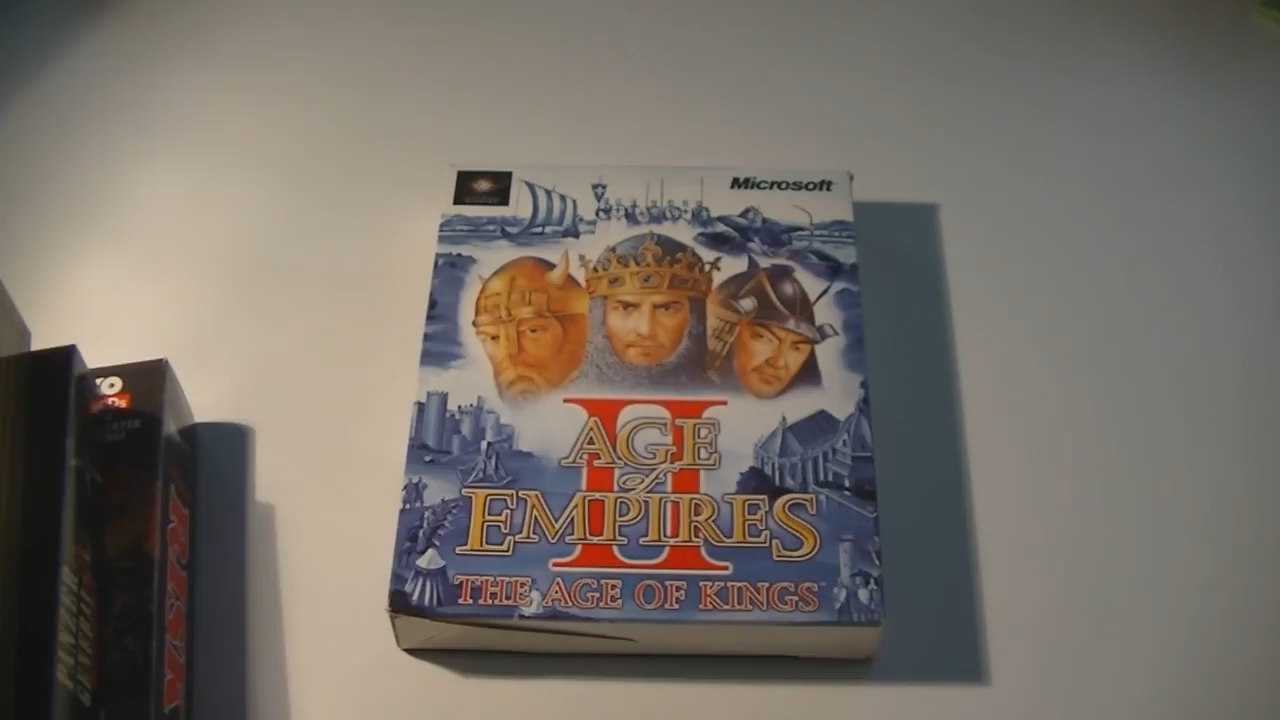 Microsoft
II
AGE
of
EMPIRES
THE AGE OF KINGS